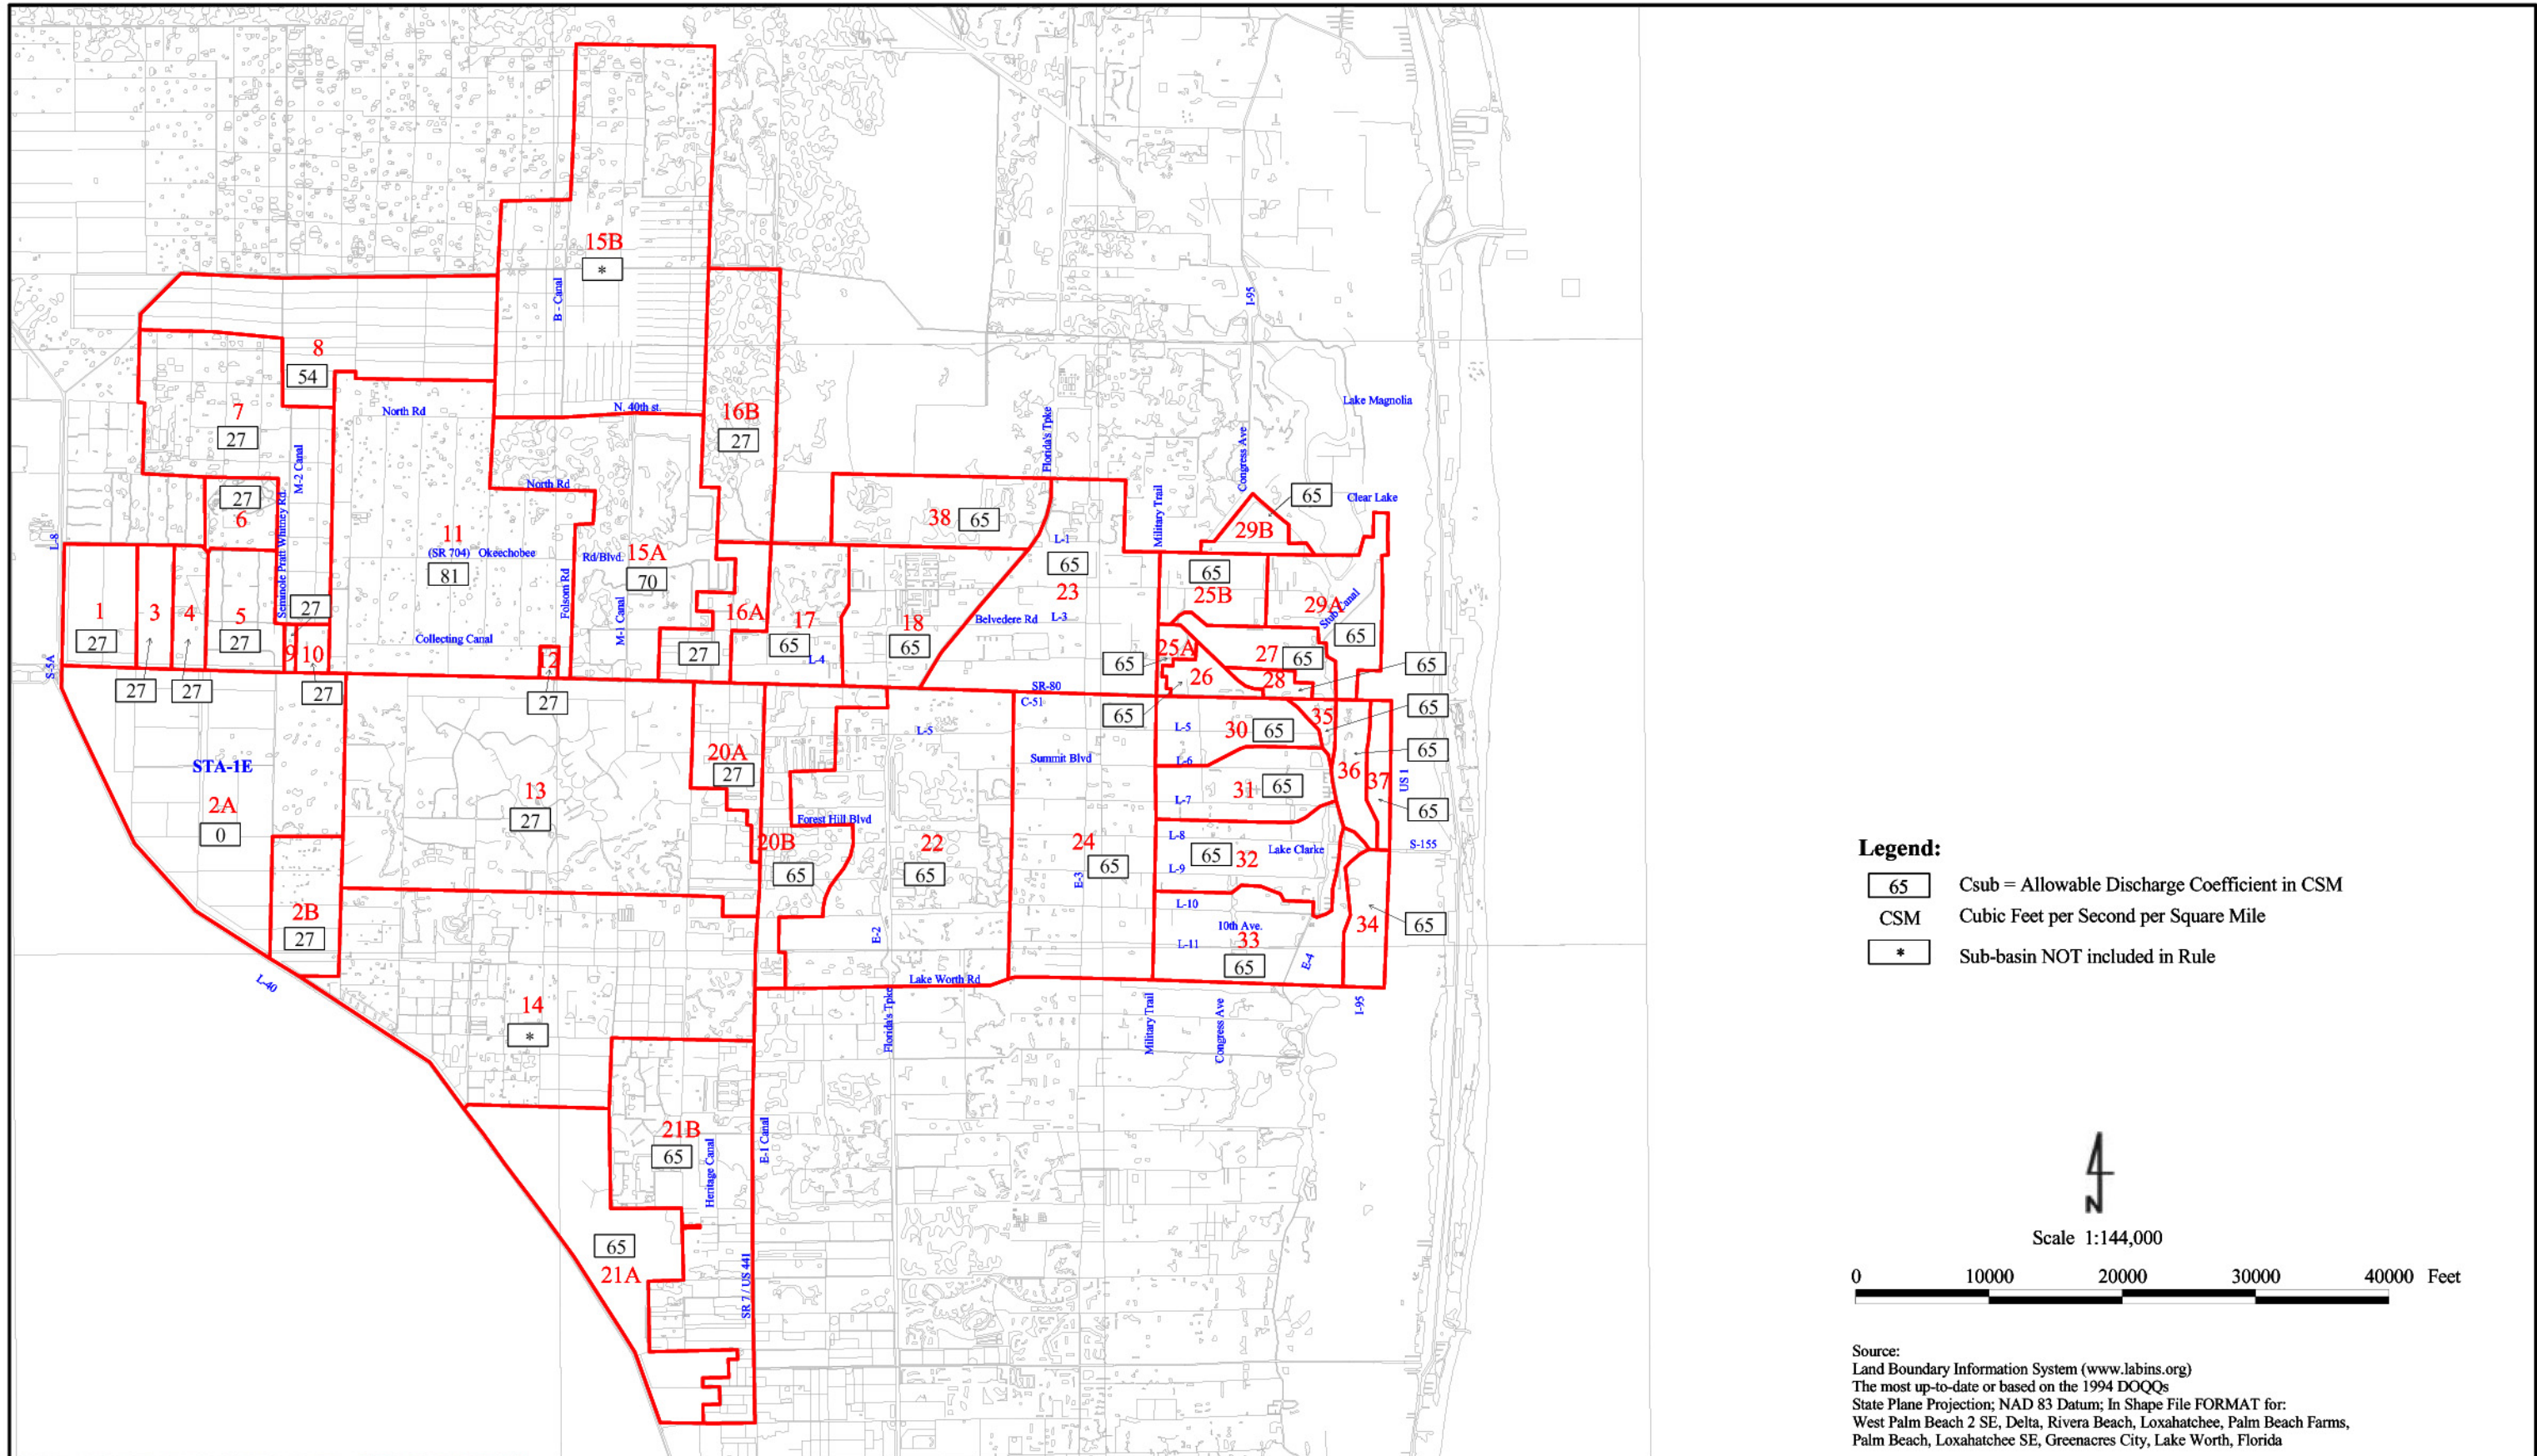 15B
*
B - Canal
I-95
8
54
7
27
North Rd
N. 40th st.
16B
27
Florida's Tpke
Lake Magnolia
M-2 Canal
Congress Ave
Military Trail
27
6
Seminole Pratt Whitney Rd.
North Rd
38
65
65
29B
Clear Lake
L-8
11
(SR 704) Okeechobee
81
Rd/Blvd.
15A
70
L-1
65
23
65
25B
29A
Stub Canal
65
1
27
3
4
5
27
27
9
10
Folsom Rd
M-1 Canal
16A
17
65
18
65
Belvedere Rd
L-3
Collecting Canal
12
27
L-4
25A
65
26
27
65
28
65
S-5A
27
27
27
27
SR-80
C-51
65
35
65
STA-1E
2A
0
13
27
20A
27
L-5
Summit Blvd
L-5
30
65
L-6
31
65
36
65
37
US 1
65
L-7
Forest Hill Blvd
20B
65
22
65
24
65
E-3
L-8
65
32
Lake Clarke
L-9
S-155
2B
27
E-2
L-10
10th Ave.
L-11
33
65
E-4
34
65
L-40
Lake Worth Rd
14
*
Florida's Tpke
Military Trail
Congress Ave
I-95
21B
65
Heritage Canal
E-1 Canal
65
21A
SR 7 / US 441
Legend:
65 Csub = Allowable Discharge Coefficient in CSM
CSM Cubic Feet per Second per Square Mile
* Sub-basin NOT included in Rule
N
Scale 1:144,000
0 10000 20000 30000 40000 Feet
Source:
Land Boundary Information System (www.labins.org)
The most up-to-date or based on the 1994 DOQQs
State Plane Projection; NAD 83 Datum; In Shape File FORMAT for:
West Palm Beach 2 SE, Delta, Rivera Beach, Loxahatchee, Palm Beach Farms,
Palm Beach, Loxahatchee SE, Greenacres City, Lake Worth, Florida